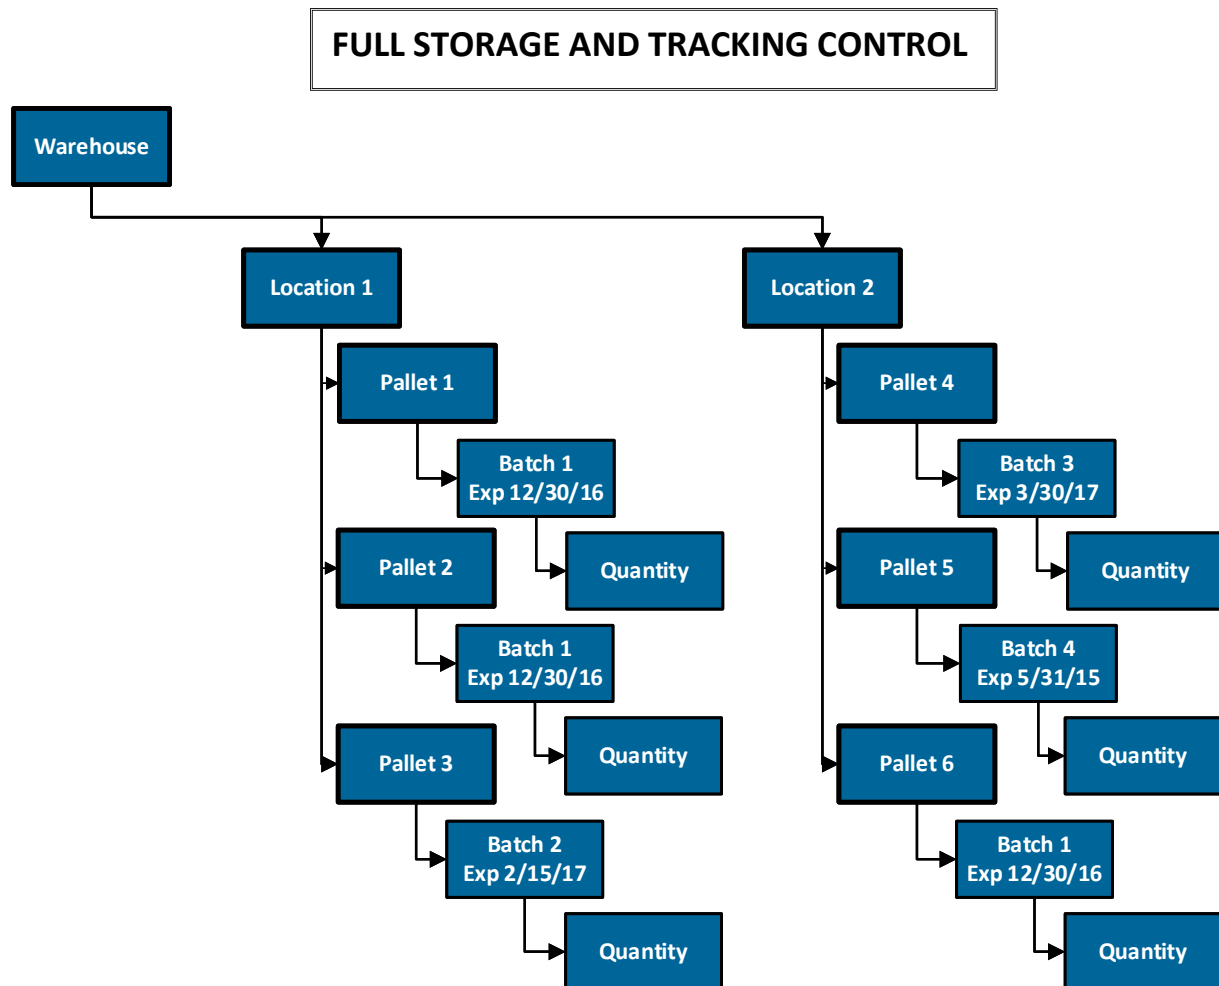 FULL STORAGE AND TRACKING CONTROL
Warehouse
Location 1
Pallet 1
Batch 1
Exp 12/30/16
Quantity
Pallet 2
Batch 1
Exp 12/30/16
Quantity
Pallet 3
Batch 2
Exp 2/15/17
Quantity
Location 2
Pallet 4
Batch 3
Exp 3/30/17
Quantity
Pallet 5
Batch 4
Exp 5/31/15
Quantity
Pallet 6
Batch 1
Exp 12/30/16
Quantity